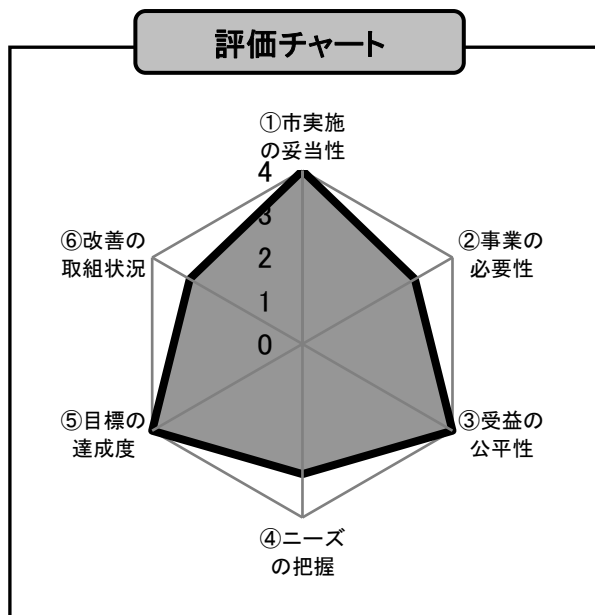 評価チャート
①市実施
の妥当性
4
3
2
1
0
②事業の
必要性
③受益の
公平性
④ニーズ
の把握
⑤目標の
達成度
⑥改善の
取組状況